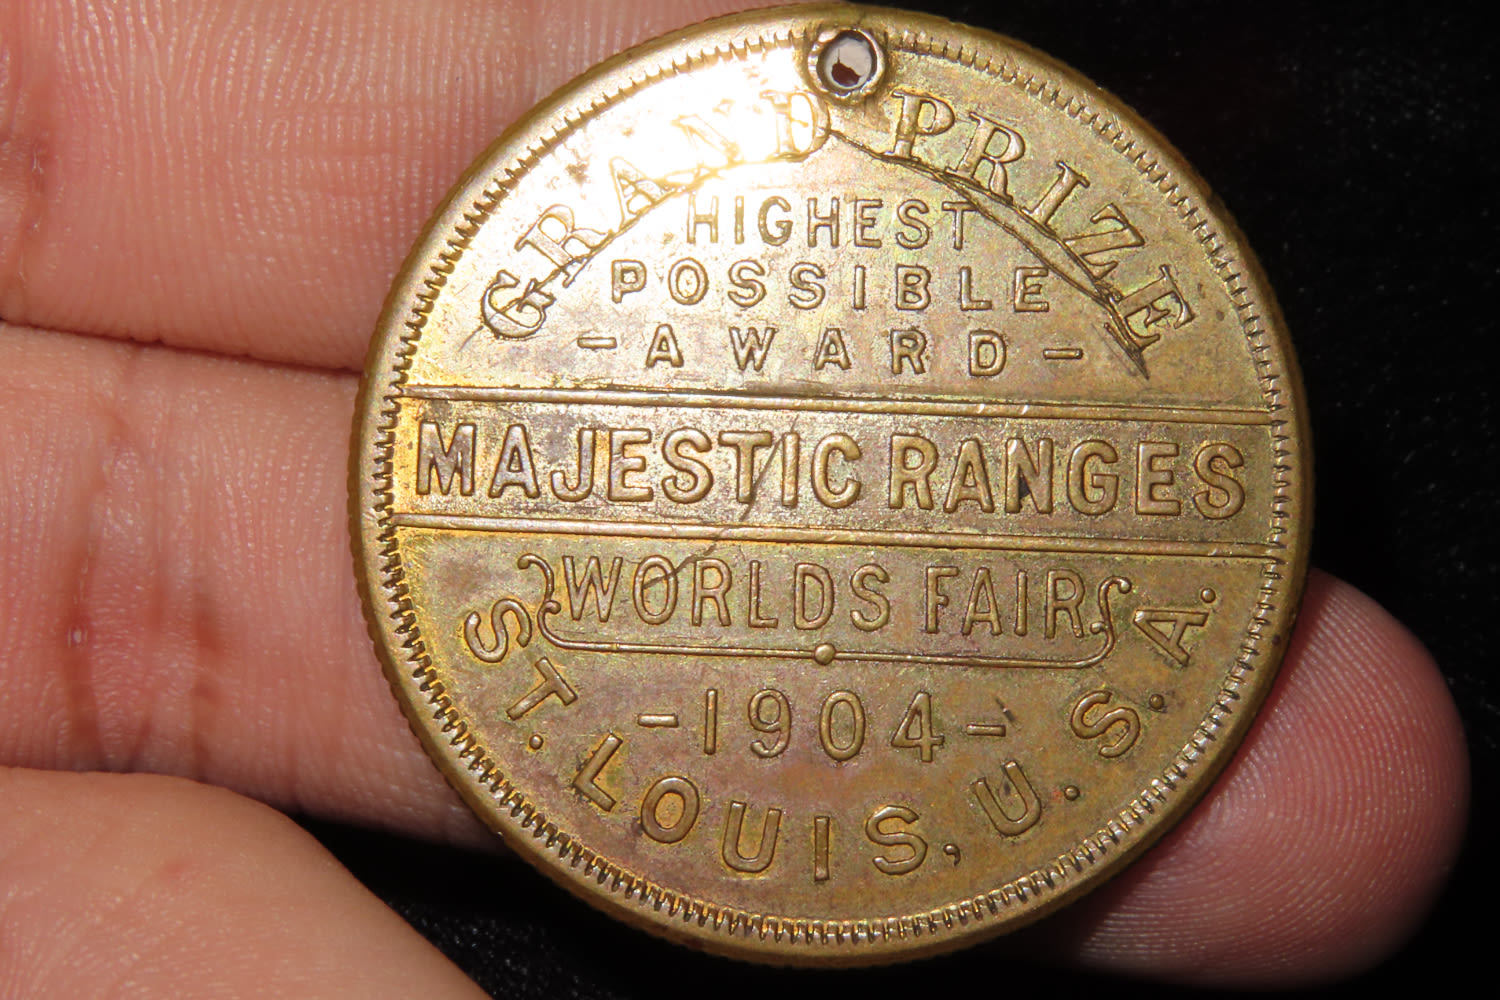 GRAND PRIZE
HIGHEST
POSSIBLE
- AWARD -
MAJESTIC RANGES
WORLDS FAIR
- 1904 -
ST. LOUIS, U.S.A.